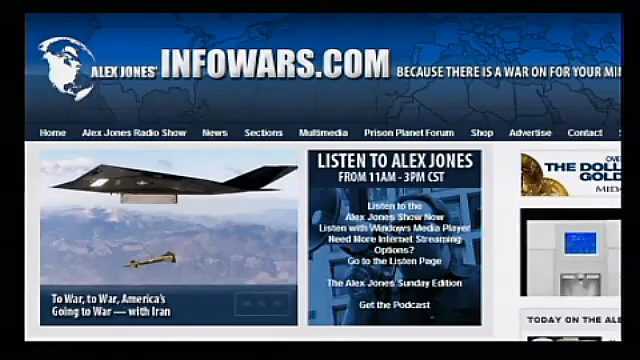 ALEX JONES' INFOWARS.COM BECAUSE THERE IS A WAR ON FOR YOUR MIN
Home Alex Jones Radio Show News Sections Multimedia Prison Planet Forum Shop Advertise Contact S
LISTEN TO ALEX JONES
FROM 11AM - 3PM CST
Listen to the
Alex Jones Show Now
Listen with Windows Media Player
Need More Internet Streaming
Options?
Go to the Listen Page
The Alex Jones Sunday Edition
Get the Podcast
To War, to War, America's
Going to War — with Iran
OVE
THE DOLL
GOLD
MID
TODAY ON THE ALE